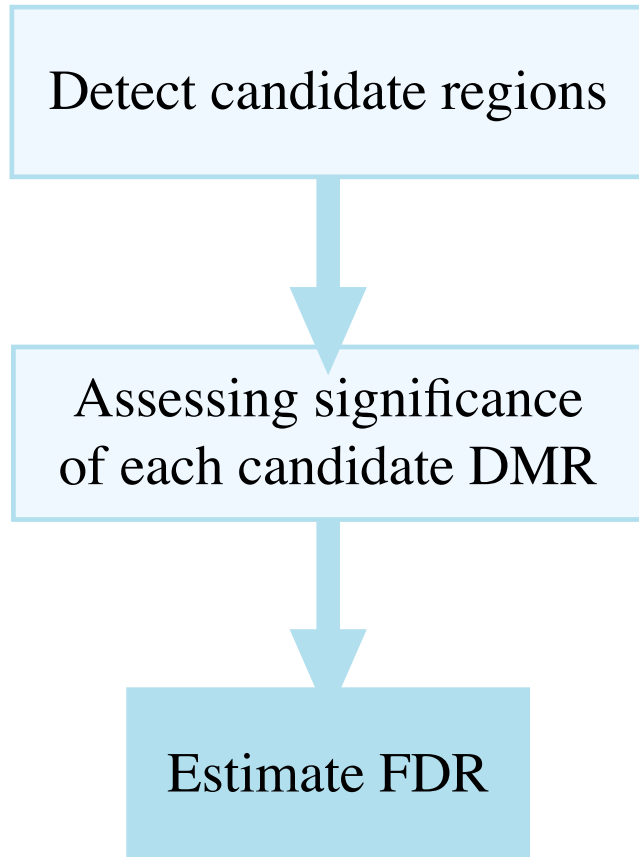 Detect candidate regions
Assessing significance
of each candidate DMR
Estimate FDR